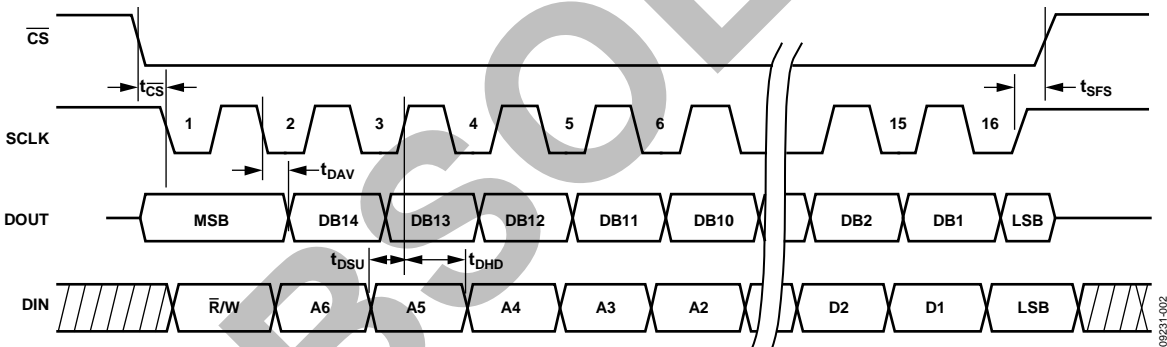 CS
tCS
tSFS
SCLK
1 2 3 4 5 6 15 16
tDAV
DOUT
MSB DB14 DB13 DB12 DB11 DB10 DB2 DB1 LSB
tDSU tDHD
DIN
R/W A6 A5 A4 A3 A2 D2 D1 LSB
09231-002